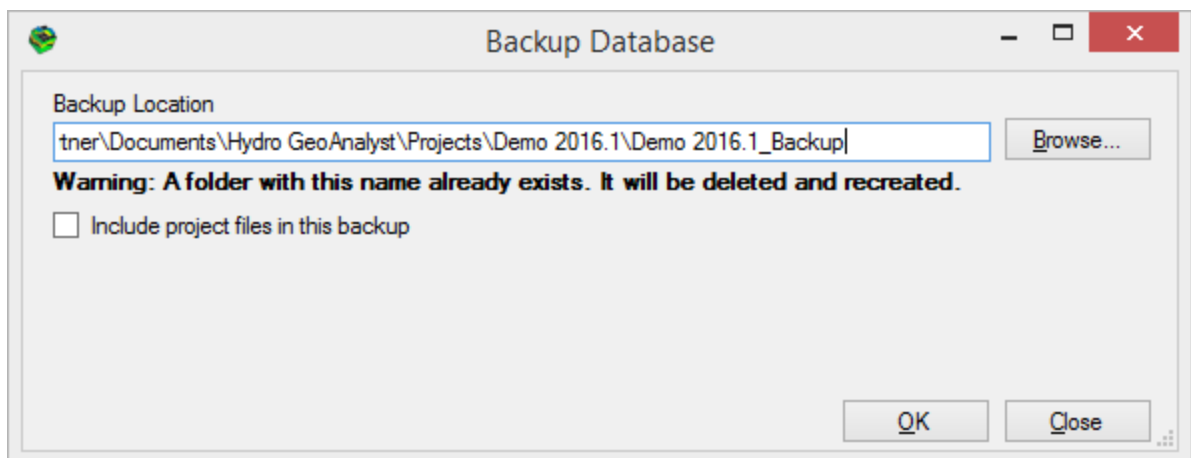 Backup Database
Backup Location
tner\Documents\Hydro GeoAnalyst\Projects\Demo 2016.1\Demo 2016.1_Backup
Browse...
Warning: A folder with this name already exists. It will be deleted and recreated.
Include project files in this backup
OK
Close